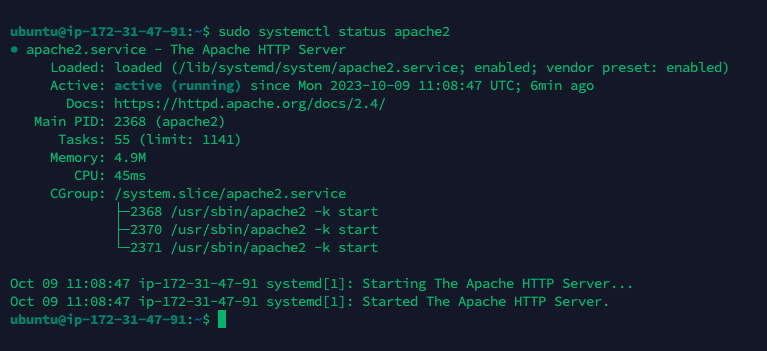 ubuntu@ip-172-31-47-91:~$ sudo systemctl status apache2
● apache2.service - The Apache HTTP Server
     Loaded: loaded (/lib/systemd/system/apache2.service; enabled; vendor preset: enabled)
     Active: active (running) since Mon 2023-10-09 11:08:47 UTC; 6min ago
       Docs: https://httpd.apache.org/docs/2.4/
   Main PID: 2368 (apache2)
      Tasks: 55 (limit: 1141)
     Memory: 4.9M
        CPU: 45ms
     CGroup: /system.slice/apache2.service
             ├─2368 /usr/sbin/apache2 -k start
             ├─2370 /usr/sbin/apache2 -k start
             └─2371 /usr/sbin/apache2 -k start

Oct 09 11:08:47 ip-172-31-47-91 systemd[1]: Starting The Apache HTTP Server...
Oct 09 11:08:47 ip-172-31-47-91 systemd[1]: Started The Apache HTTP Server.
ubuntu@ip-172-31-47-91:~$